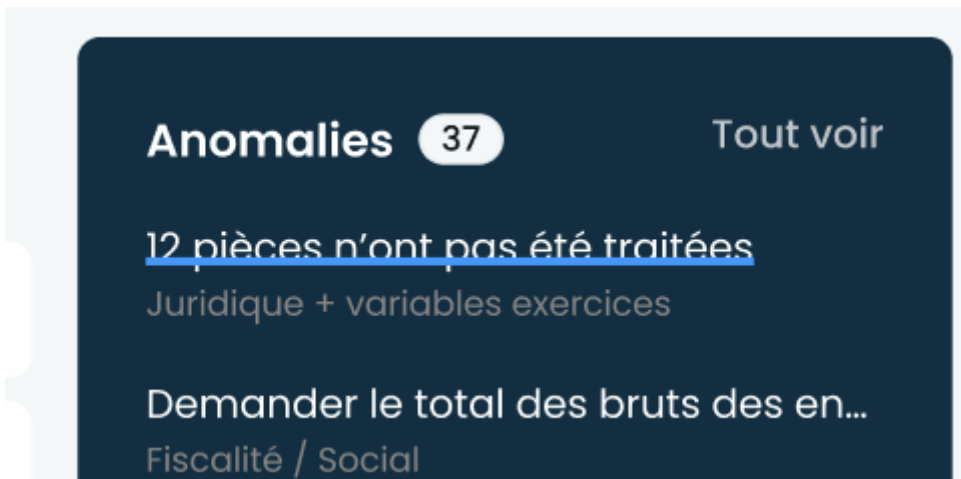 Anomalies 37 Tout voir
12 pièces n’ont pas été traitées
Juridique + variables exercices
Demander le total des bruts des en...
Fiscalité / Social